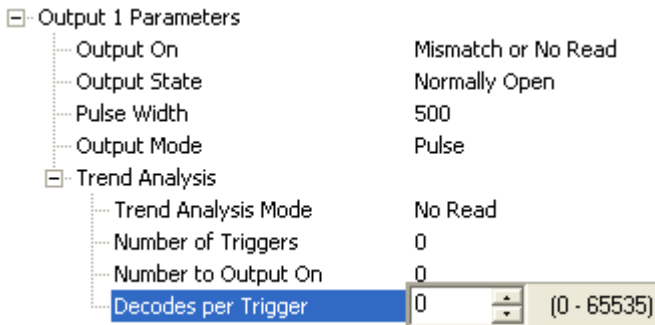 Output 1 Parameters
Output On Mismatch or No Read
Output State Normally Open
Pulse Width 500
Output Mode Pulse
Trend Analysis
Trend Analysis Mode No Read
Number of Triggers 0
Number to Output On 0
Decodes per Trigger 0 (0 - 65535)